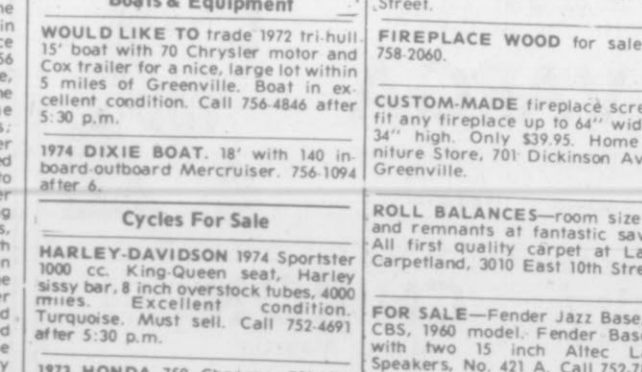 Boats & Equipment
WOULD LIKE TO trade 1972 tri-hull
15' boat with 70 Chrysler motor and
Cox trailer for a nice, large lot within
5 miles of Greenville. Boat in ex-
cellent condition. Call 756-4846 after
5:30 p.m.
1974 DIXIE BOAT. 18' with 140 in-
board-outboard Mercruiser. 756-1094
after 6.
Cycles For Sale
HARLEY-DAVIDSON 1974 Sportster
1000 cc. King-Queen seat, Harley
sissy bar, 8 inch overstock tubes, 4000
miles. Excellent condition.
Turquoise. Must sell. Call 752-4691
after 5:30 p.m.
1973 HONDA 750
Street.
FIREPLACE WOOD for sale
758-2060.
CUSTOM-MADE fireplace scre
fit any fireplace up to 64" wid
34" high. Only $39.95. Home
niture Store, 701 Dickinson Av
Greenville.
ROLL BALANCES—room size
and remnants at fantastic sav
All first quality carpet at La
Carpetland, 3010 East 10th Stre
FOR SALE—Fender Jazz Base
CBS, 1960 model. Fender Bas
with two 15 inch Altec L
Speakers, No. 421 A. Call 752-